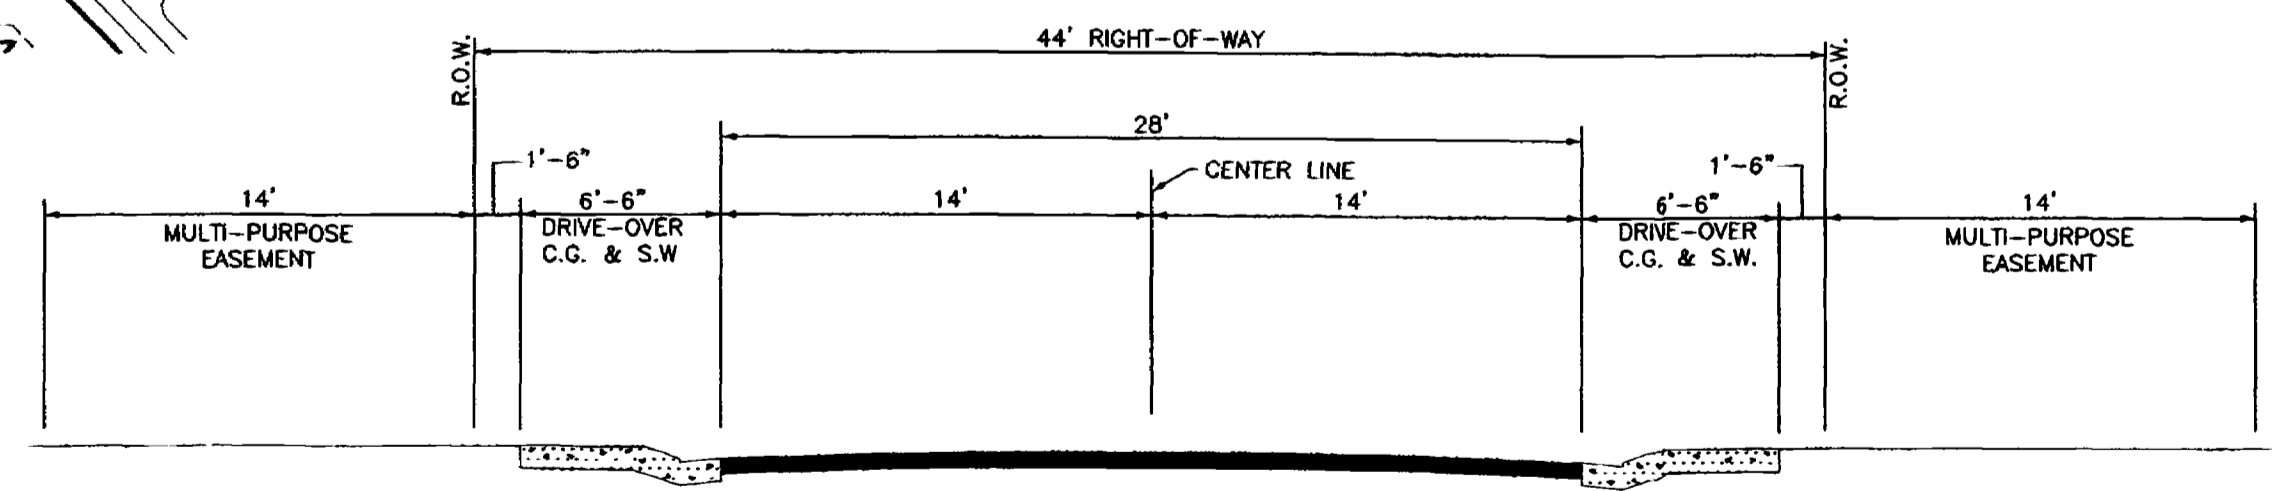 44' RIGHT-OF-WAY
R.O.W.
R.O.W.
28'
1'-6"
CENTER LINE
1'-6"
14'
6'-6"
14'
14'
6'-6"
14'
MULTI-PURPOSE
EASEMENT
DRIVE-OVER
C.G. & S.W
DRIVE-OVER
C.G. & S.W.
MULTI-PURPOSE
EASEMENT